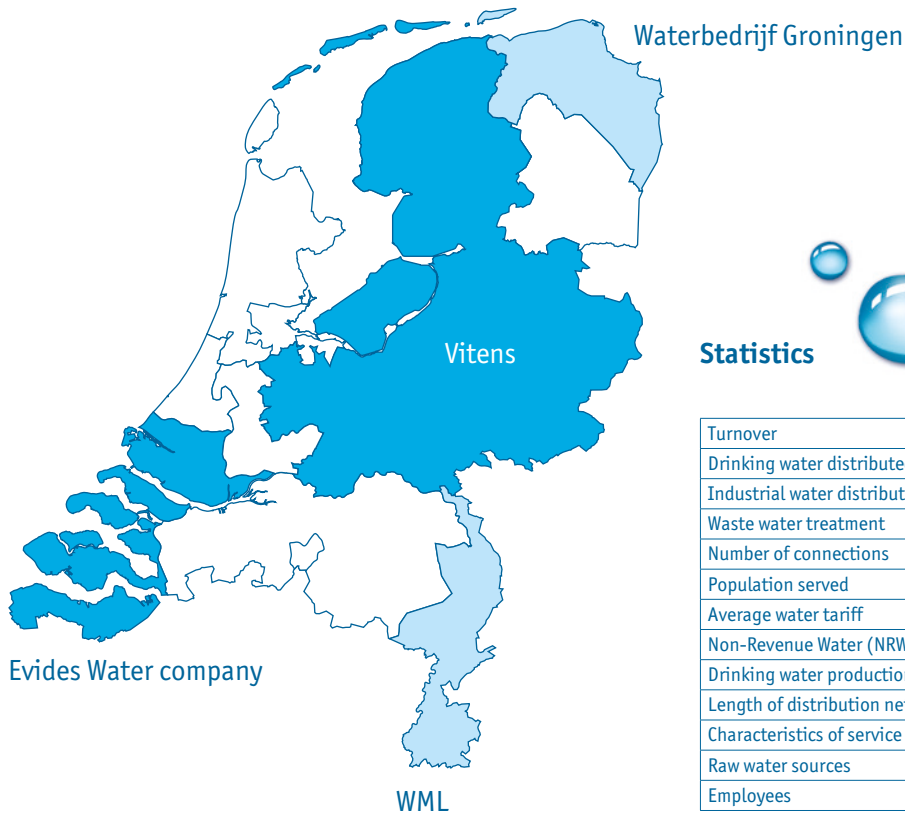 Waterbedrijf Groningen
Vitens
Evides Water company
WML
Statistics
Turnover
Drinking water distribute
Industrial water distribut
Waste water treatment
Number of connections
Population served
Average water tariff
Non-Revenue Water (NRW
Drinking water production
Length of distribution net
Characteristics of service
Raw water sources
Employees